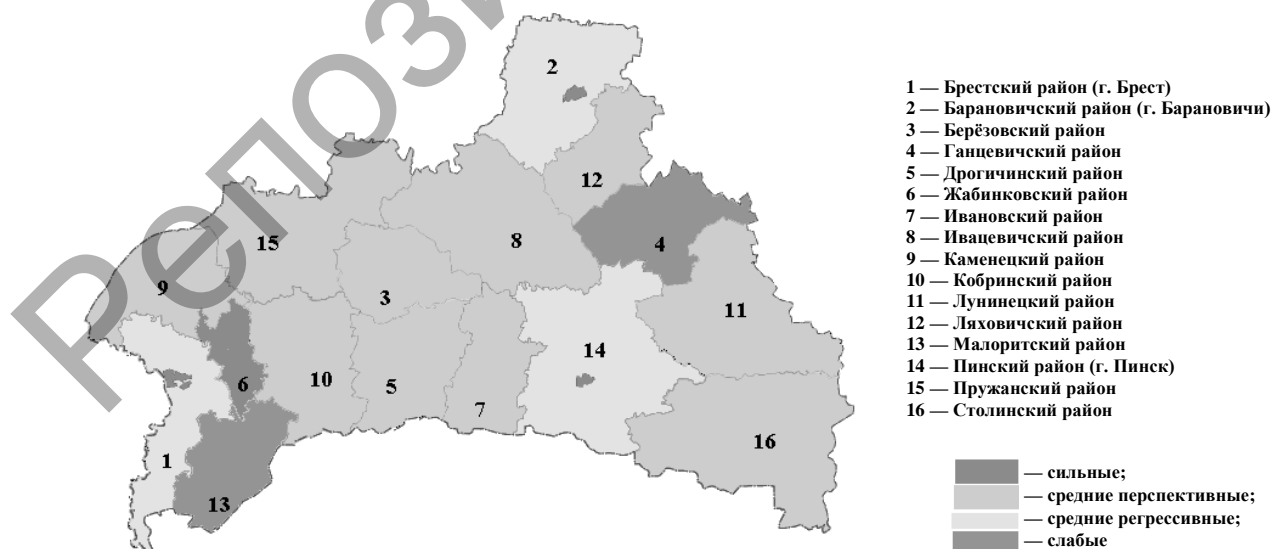 Репози
2
12
4
15
8
9
3
11
14
6
10
5
7
16
1
13
1 — Брестский район (г. Брест)
2 — Барановичский район (г. Барановичи)
3 — Берёзовский район
4 — Ганцевичский район
5 — Дрогичинский район
6 — Жабинковский район
7 — Ивановский район
8 — Ивацевичский район
9 — Каменецкий район
10 — Кобринский район
11 — Лунинецкий район
12 — Ляховичский район
13 — Малоритский район
14 — Пинский район (г. Пинск)
15 — Пружанский район
16 — Столинский район
— сильные;
— средние перспективные;
— средние регрессивные;
— слабые